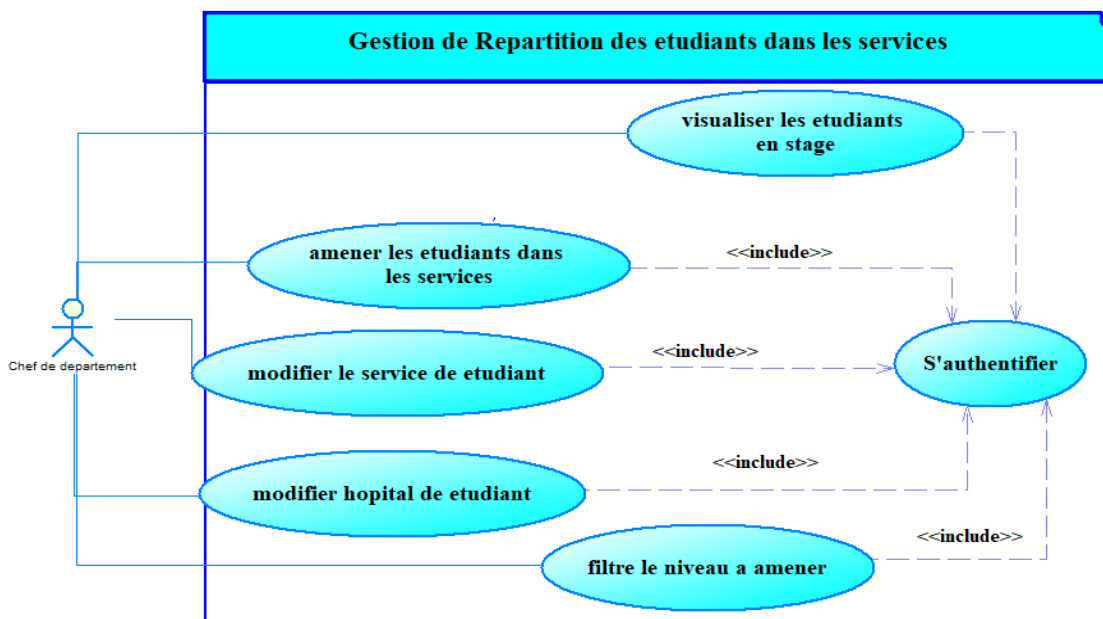 Gestion de Repartition des etudiants dans les services
visualiser les etudiants
en stage
amener les etudiants dans
les services
<<include>>
Chef de departement
modifier le service de etudiant
<<include>>
S'authentifier
modifier hopital de etudiant
<<include>>
filtre le niveau a amener
<<include>>